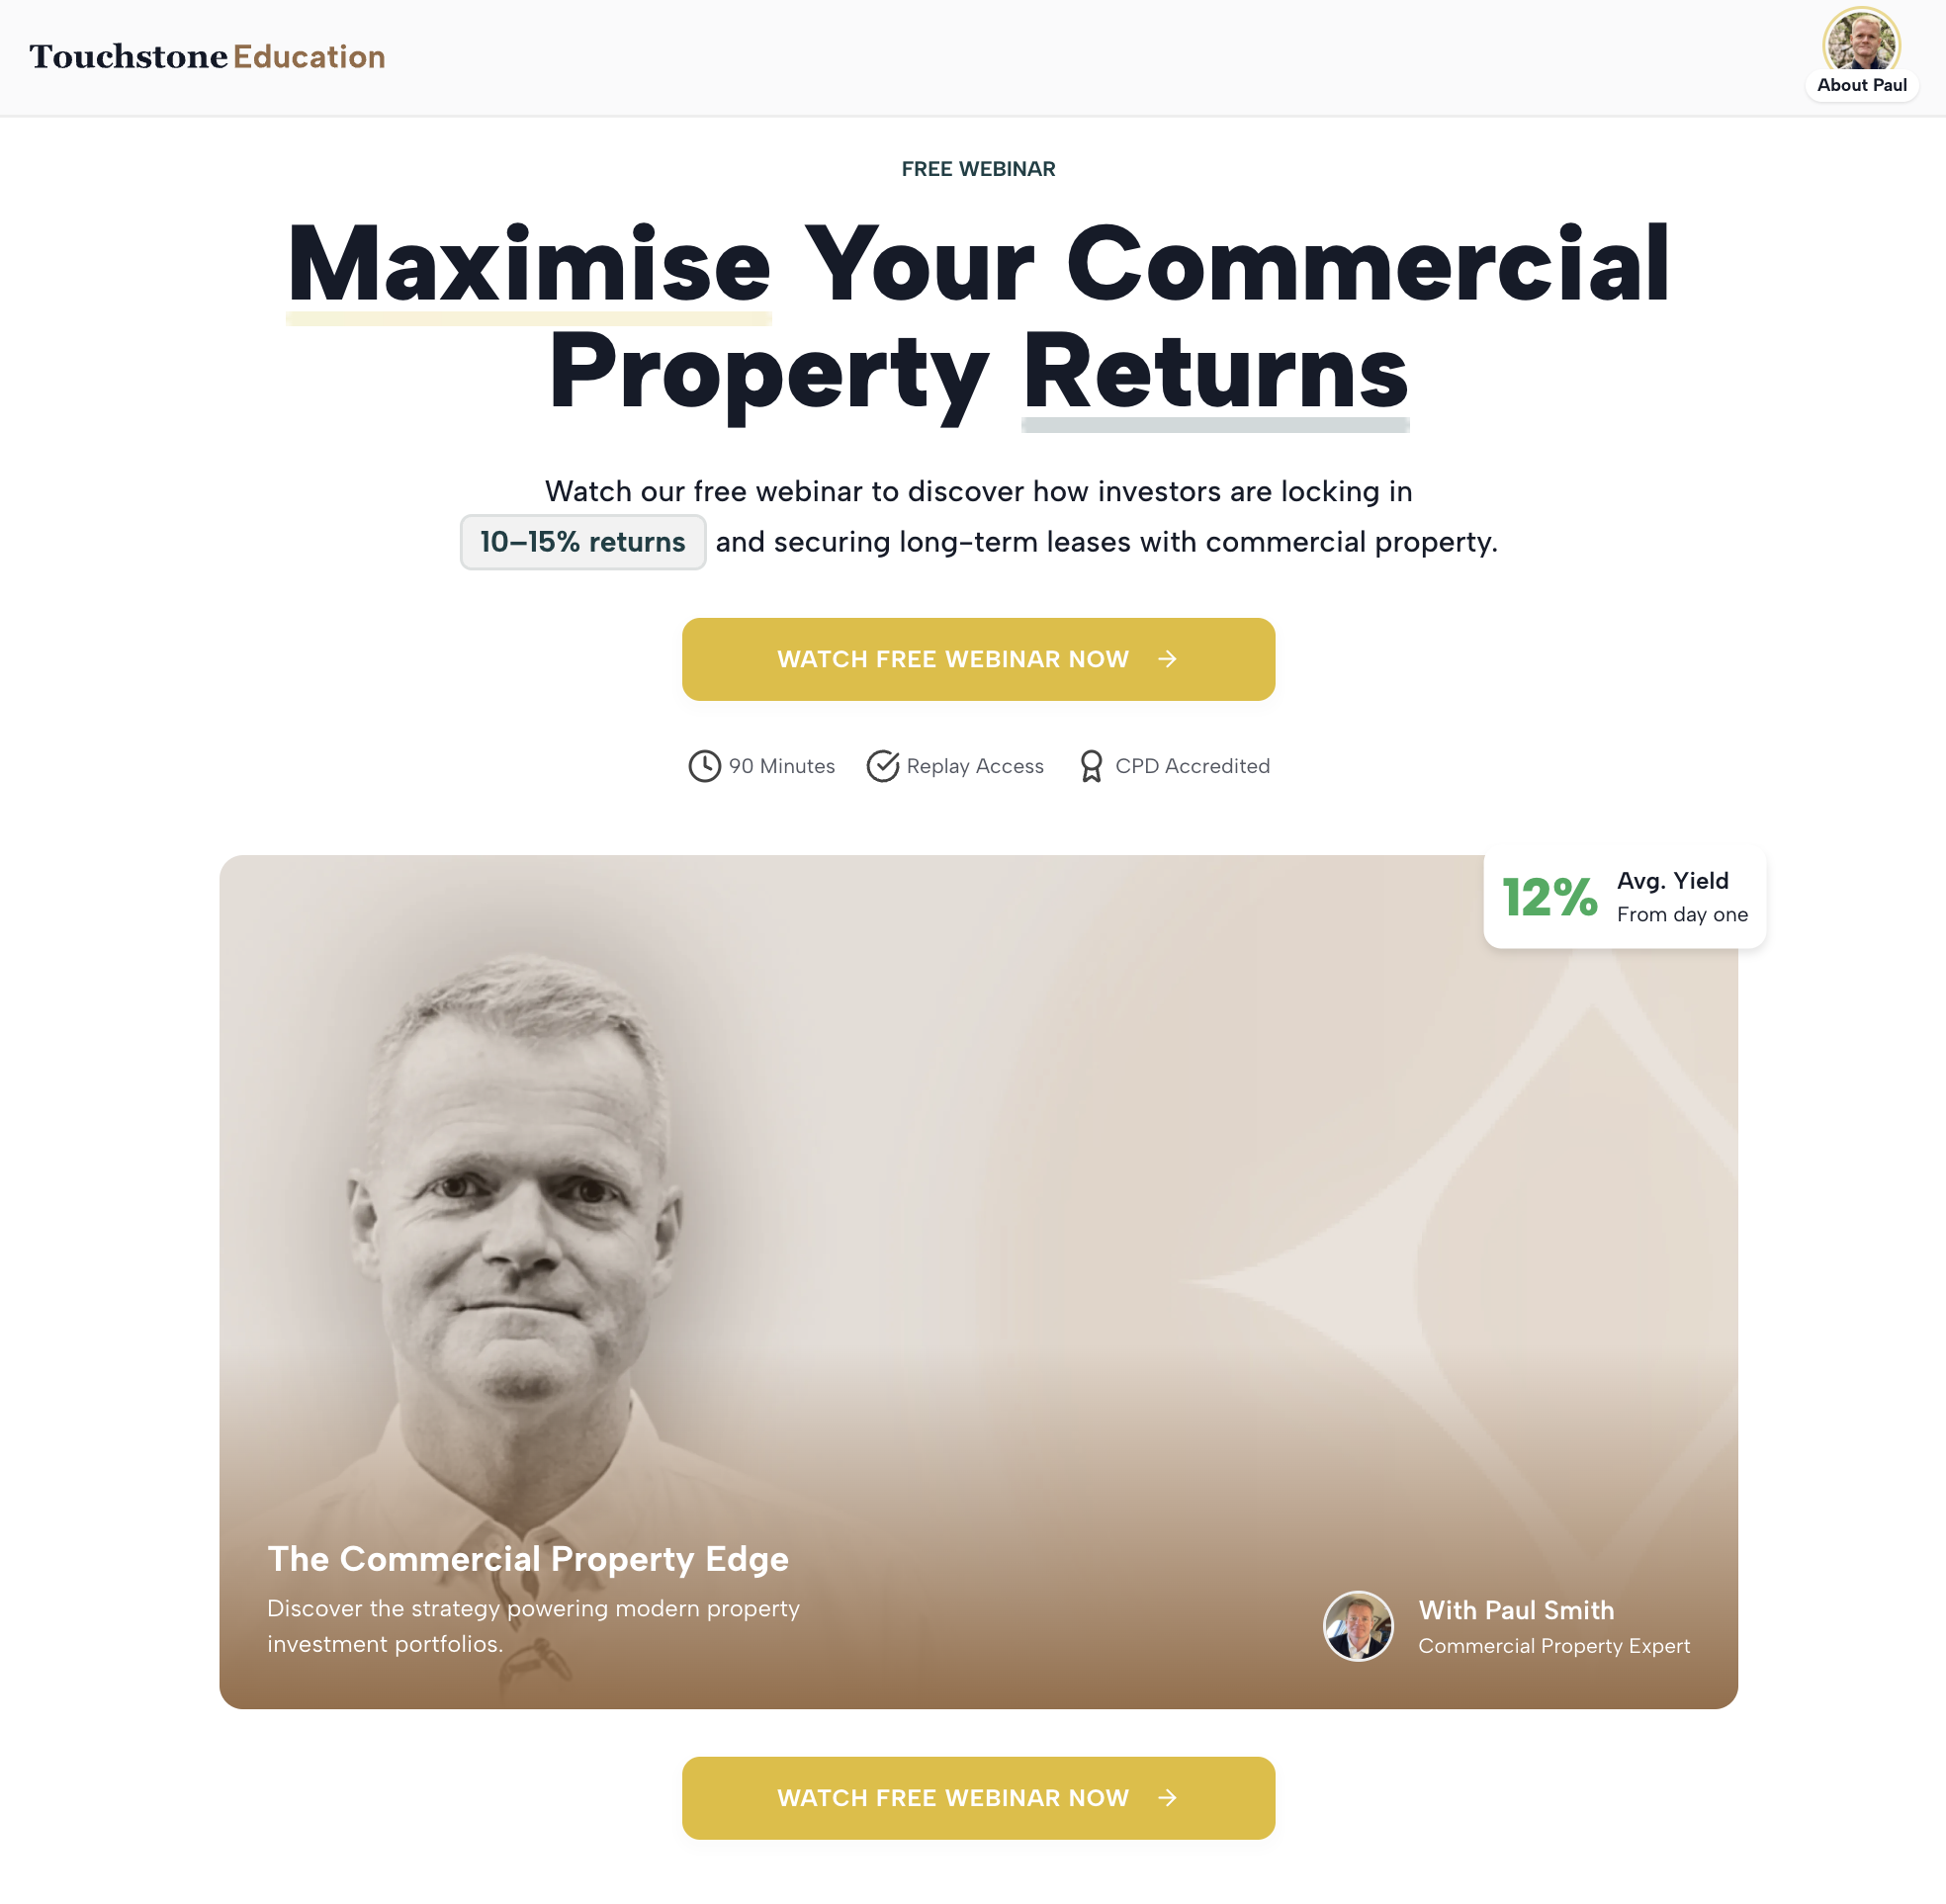 Touchstone Education
About Paul
FREE WEBINAR
Maximise Your Commercial
Property Returns
Watch our free webinar to discover how investors are locking in
10–15% returns and securing long-term leases with commercial property.
WATCH FREE WEBINAR NOW →
90 Minutes Replay Access CPD Accredited
12% Avg. Yield
From day one
The Commercial Property Edge
Discover the strategy powering modern property
investment portfolios.
With Paul Smith
Commercial Property Expert
WATCH FREE WEBINAR NOW →